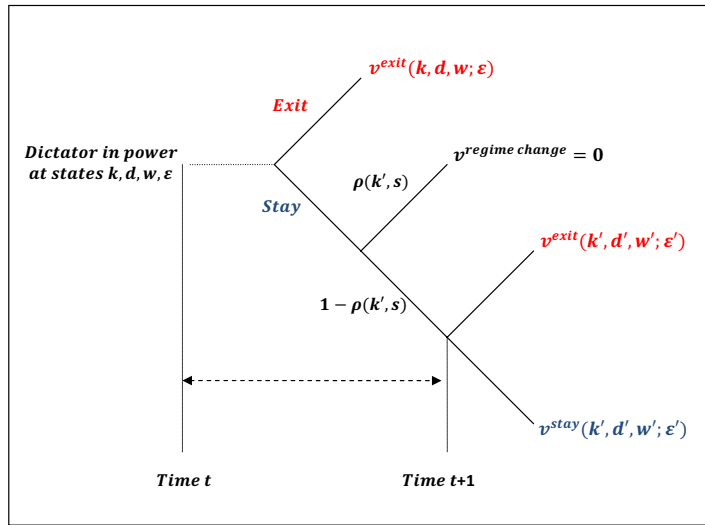 v^exit(k, d, w; ε)
Exit
Dictator in power
at states k, d, w, ε
v^regime change = 0
ρ(k′, s)
Stay
v^exit(k′, d′, w′; ε′)
1 − ρ(k′, s)
v^stay(k′, d′, w′; ε′)
Time t
Time t+1